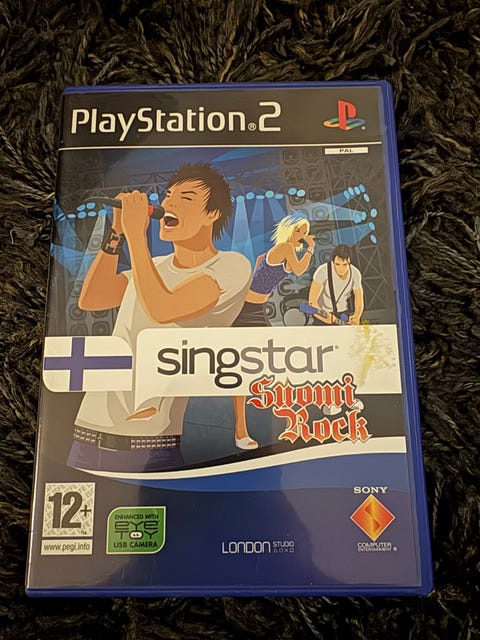 PlayStation®2
PAL
singstar®
Suomi
Rock
12+
www.pegi.info
ENHANCED WITH
EYE
TOY
USB CAMERA
LONDON STUDIO
SONY
COMPUTER
ENTERTAINMENT®